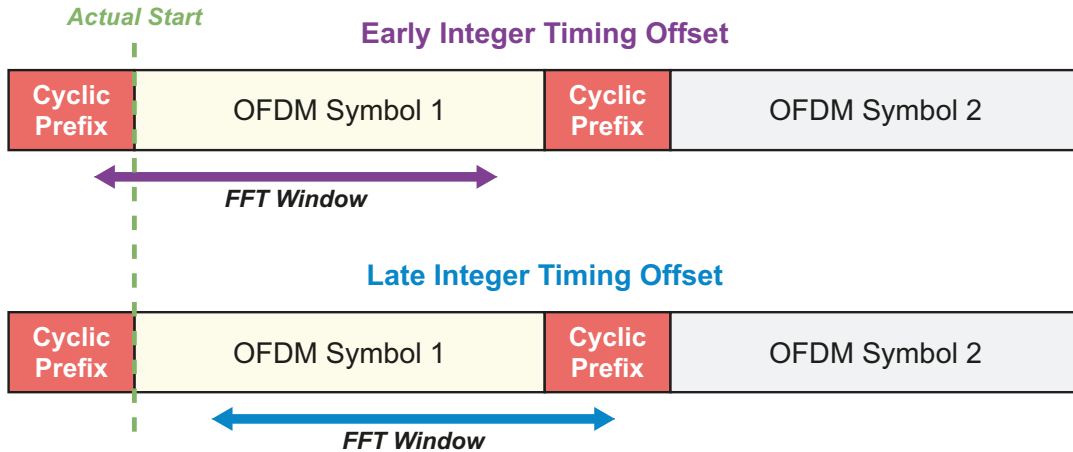 Actual Start
Early Integer Timing Offset
Cyclic
Prefix
OFDM Symbol 1
Cyclic
Prefix
OFDM Symbol 2
FFT Window
Late Integer Timing Offset
Cyclic
Prefix
OFDM Symbol 1
Cyclic
Prefix
OFDM Symbol 2
FFT Window